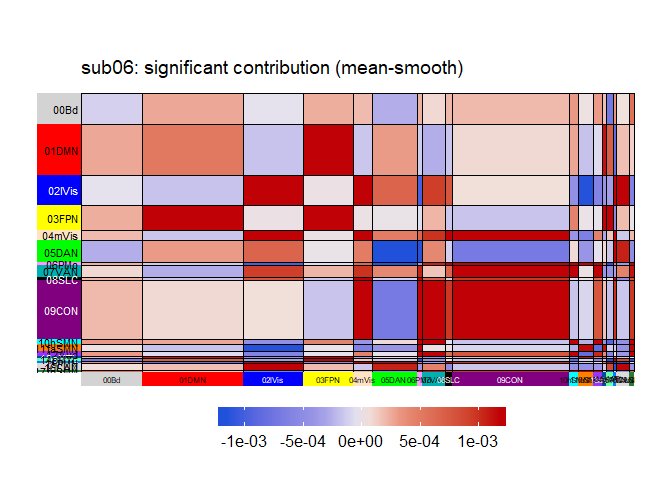 sub06: significant contribution (mean-smooth)
00Bd
01DMN
02lVis
03FPN
04mVis
05DAN
07VAN
08SLC
09CON
00Bd
01DMN
02lVis
03FPN
04mVis
05DAN
08SLC
09CON
-1e-03
-5e-04
0e+00
5e-04
1e-03